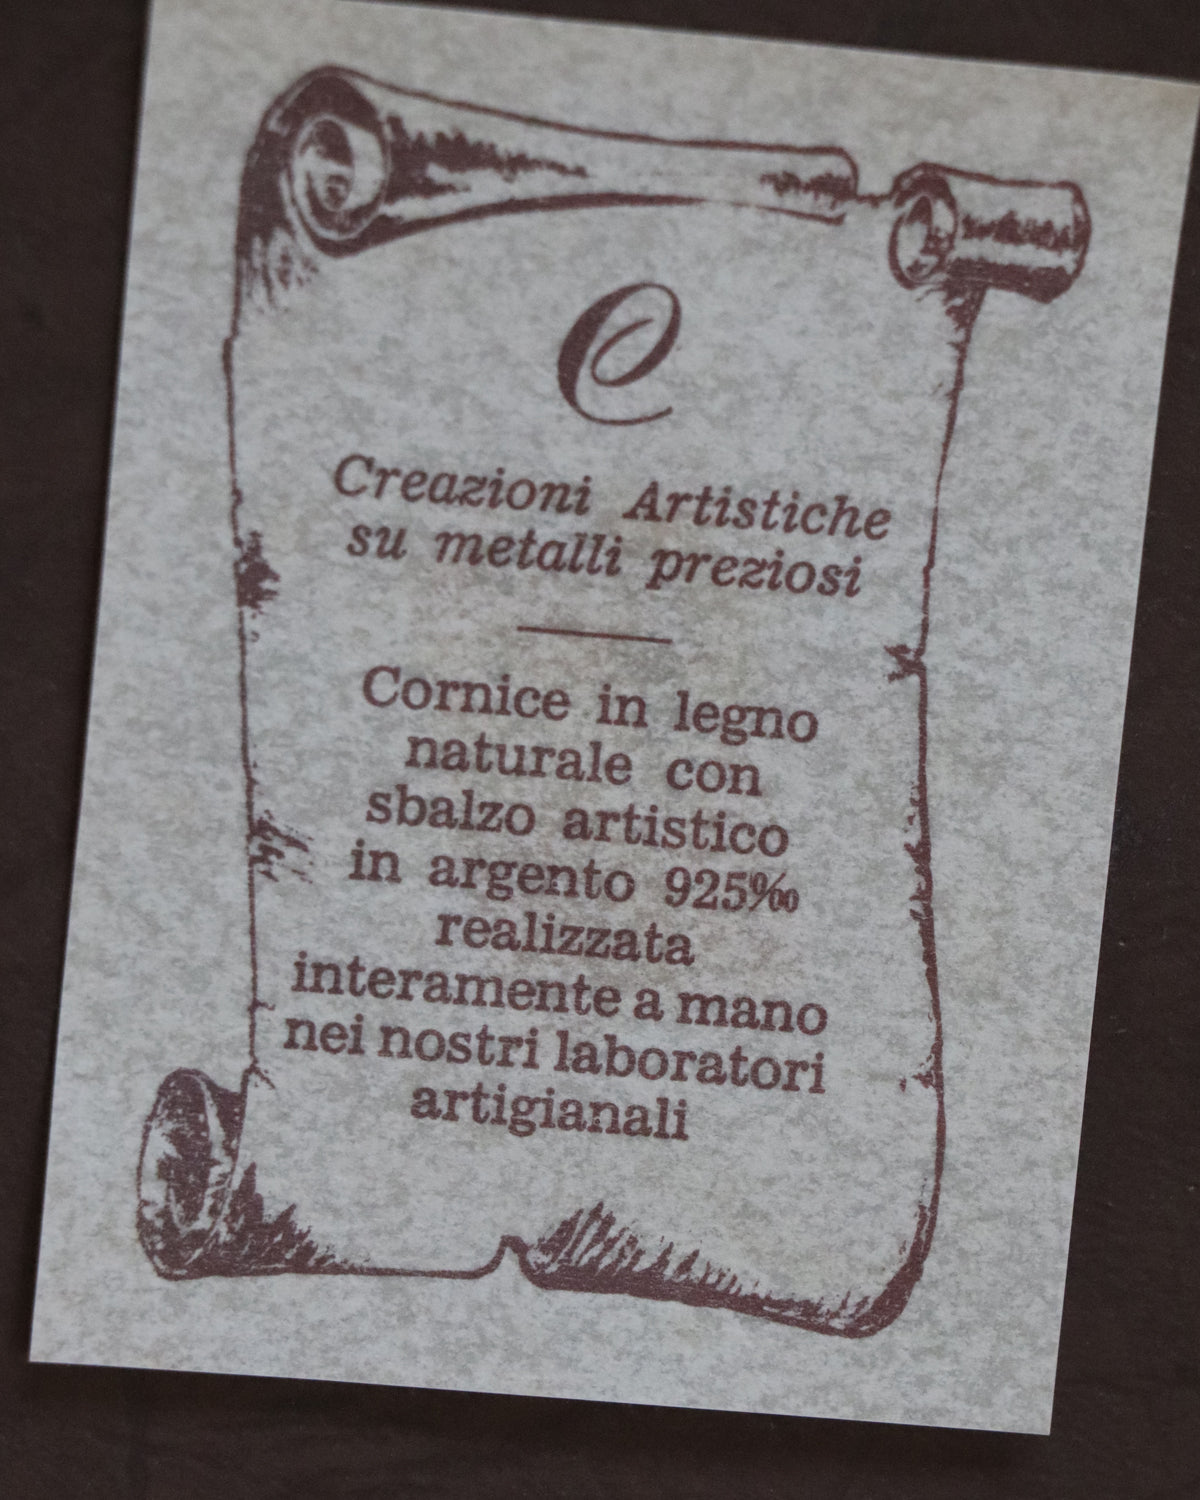 C
Creazioni Artistiche
su metalli preziosi
Cornice in legno
naturale con
sbalzo artistico
in argento 925‰
realizzata
interamente a mano
nei nostri laboratori
artigianali